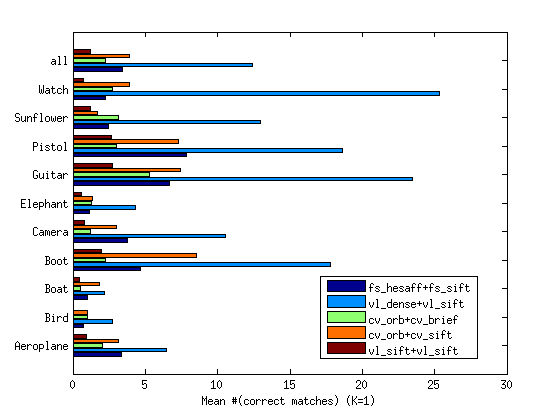 all
Watch
Sunflower
Pistol
Guitar
Elephant
Camera
Boot
Boat
Bird
Aeroplane
fs_hesaff+fs_sift
vl_dense+vl_sift
cv_orb+cv_brief
cv_orb+cv_sift
vl_sift+vl_sift
0 5 10 15 20 25 30
Mean #(correct matches) (K=1)